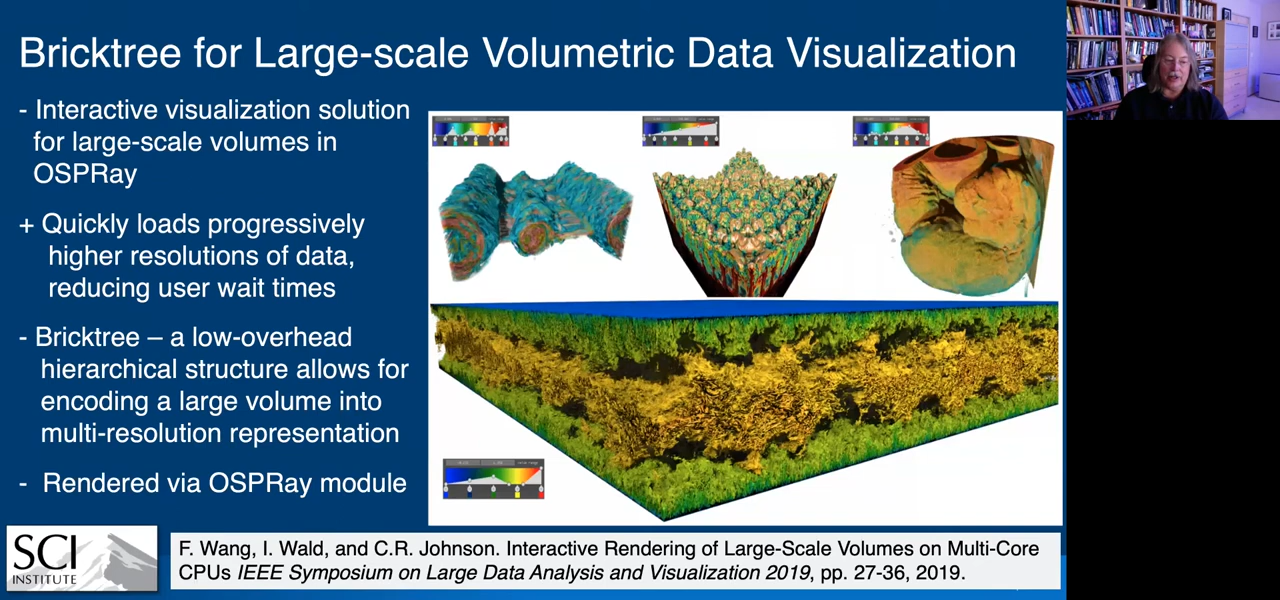 Bricktree for Large-scale Volumetric Data Visualization
- Interactive visualization solution
for large-scale volumes in
OSPRay
+ Quickly loads progressively
higher resolutions of data,
reducing user wait times
- Bricktree – a low-overhead
hierarchical structure allows for
encoding a large volume into
multi-resolution representation
- Rendered via OSPRay module
SCI
INSTITUTE
F. Wang, I. Wald, and C.R. Johnson. Interactive Rendering of Large-Scale Volumes on Multi-Core
CPUs IEEE Symposium on Large Data Analysis and Visualization 2019, pp. 27-36, 2019.